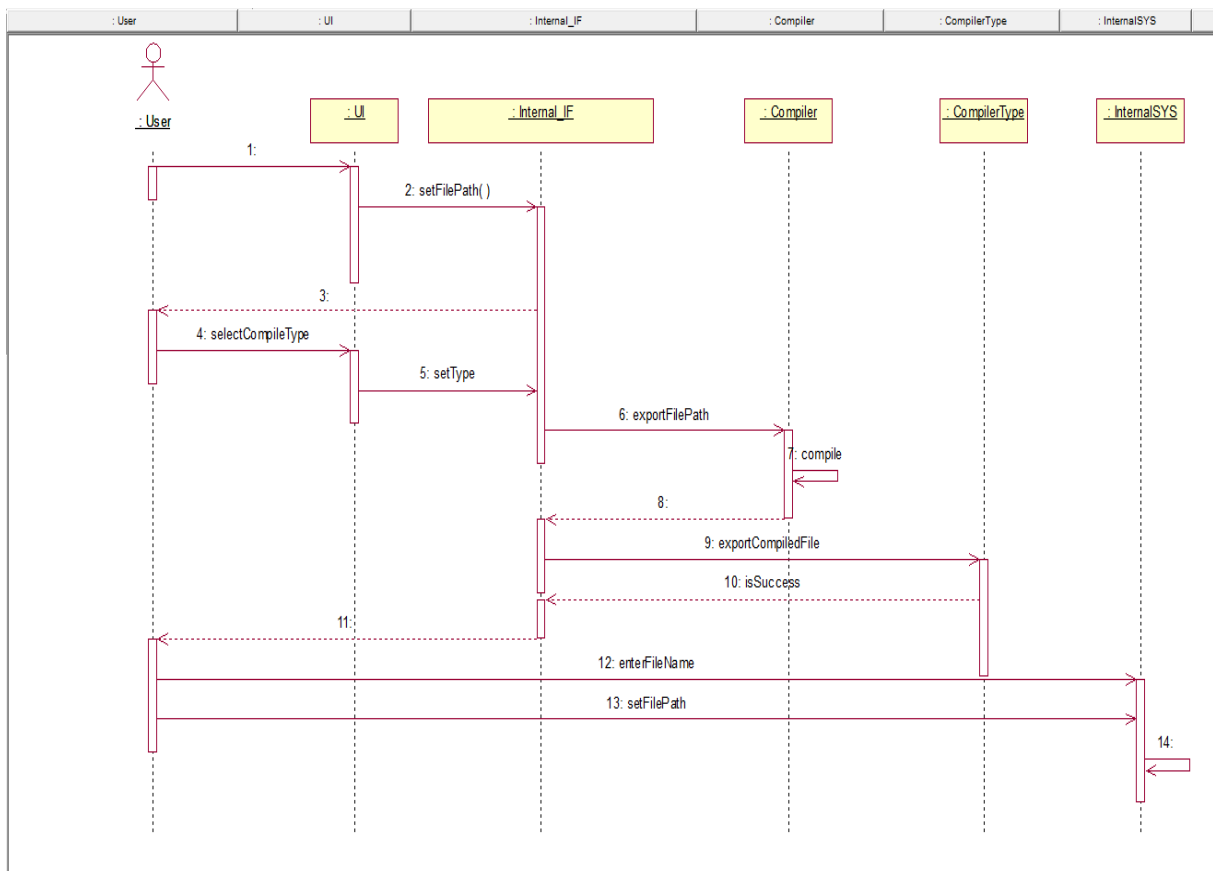 : User
: UI
: Internal_IF
: Compiler
: CompilerType
: InternalSYS
: User
: UI
: Internal_IF
: Compiler
: CompilerType
: InternalSYS
1:
2: setFilePath( )
3:
4: selectCompileType
5: setType
6: exportFilePath
7: compile
8:
9: exportCompiledFile
10: isSuccess
11:
12: enterFileName
13: setFilePath
14: